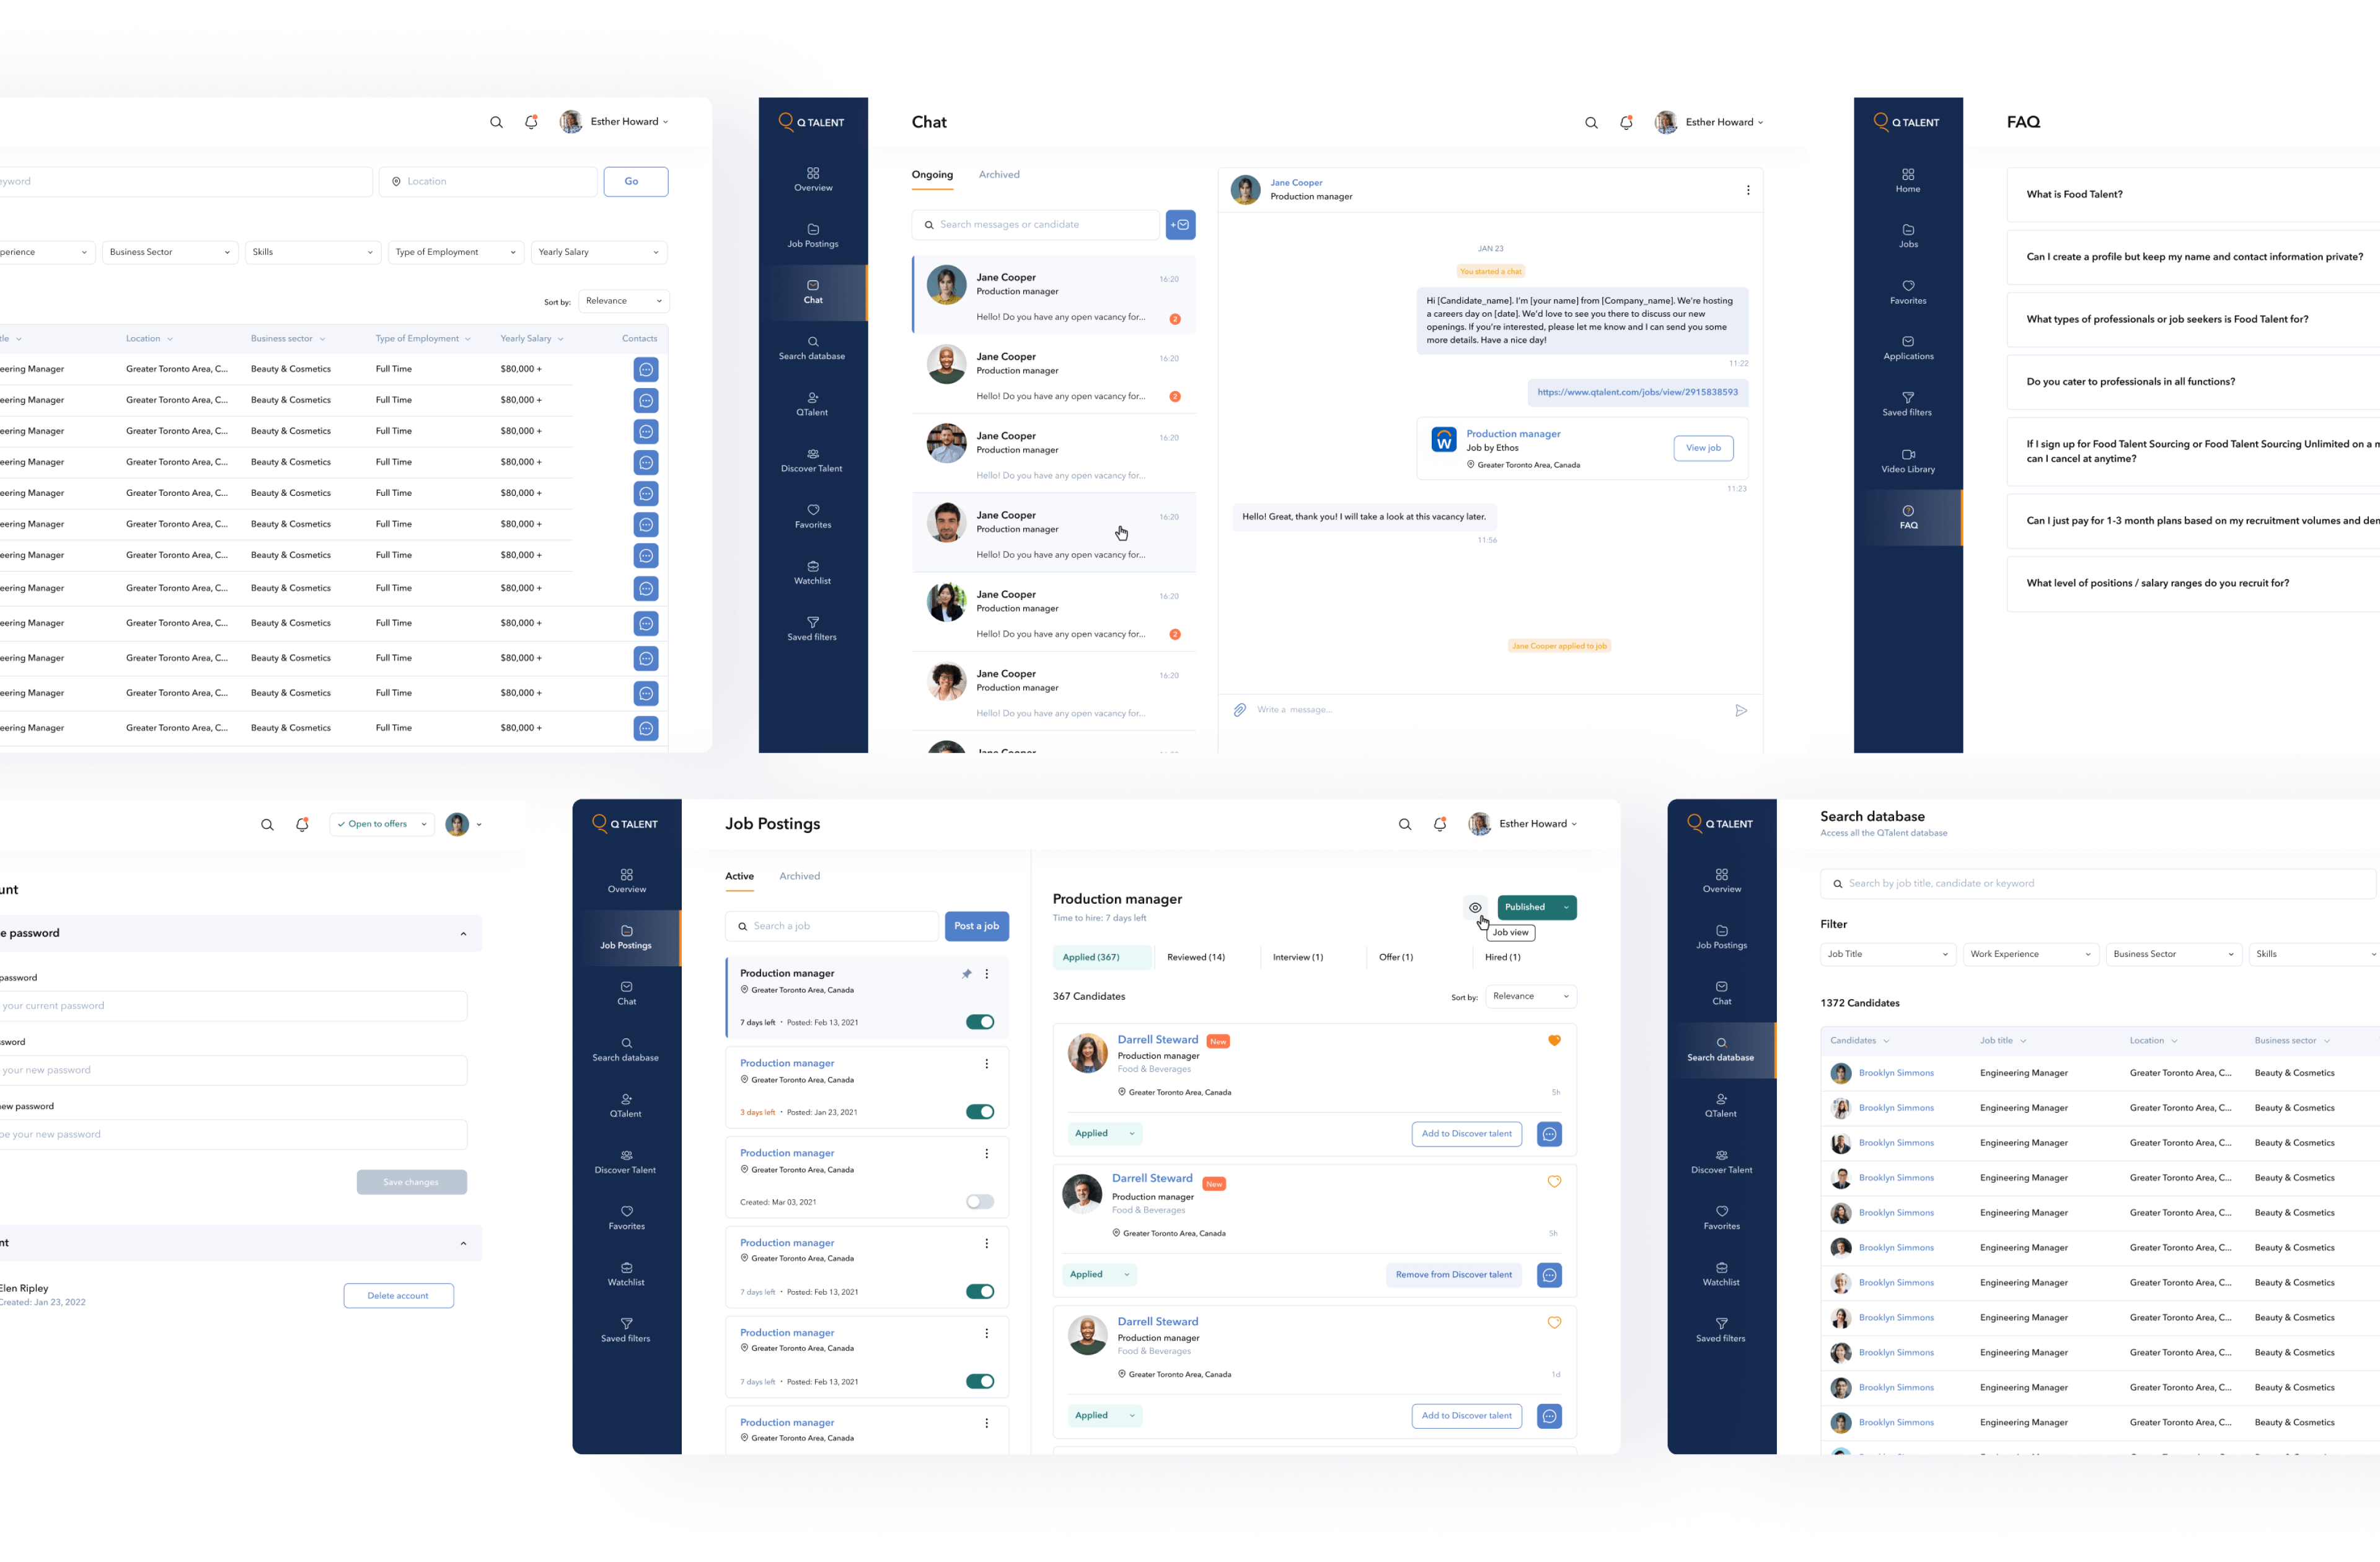 Esther Howard
eyword
Location
Go
perience
Business Sector
Skills
Type of Employment
Yearly Salary
Sort by:
Relevance
tle
Location
Business sector
Type of Employment
Yearly Salary
Contacts
eering Manager Greater Toronto Area, C... Beauty & Cosmetics Full Time $80,000 +
eering Manager Greater Toronto Area, C... Beauty & Cosmetics Full Time $80,000 +
eering Manager Greater Toronto Area, C... Beauty & Cosmetics Full Time $80,000 +
eering Manager Greater Toronto Area, C... Beauty & Cosmetics Full Time $80,000 +
eering Manager Greater Toronto Area, C... Beauty & Cosmetics Full Time $80,000 +
eering Manager Greater Toronto Area, C... Beauty & Cosmetics Full Time $80,000 +
eering Manager Greater Toronto Area, C... Beauty & Cosmetics Full Time $80,000 +
eering Manager Greater Toronto Area, C... Beauty & Cosmetics Full Time $80,000 +
eering Manager Greater Toronto Area, C... Beauty & Cosmetics Full Time $80,000 +
eering Manager Greater Toronto Area, C... Beauty & Cosmetics Full Time $80,000 +
eering Manager Greater Toronto Area, C... Beauty & Cosmetics Full Time $80,000 +
eering Manager Greater Toronto Area, C... Beauty & Cosmetics Full Time $80,000 +
Q TALENT
Overview
Job Postings
Chat
Search database
QTalent
Discover Talent
Favorites
Watchlist
Saved filters
Chat
Esther Howard
Ongoing
Archived
Search messages or candidate
Jane Cooper
16:20
Production manager
Hello! Do you have any open vacancy for...
2
Jane Cooper
16:20
Production manager
Hello! Do you have any open vacancy for...
2
Jane Cooper
16:20
Production manager
Hello! Do you have any open vacancy for...
Jane Cooper
16:20
Production manager
Hello! Do you have any open vacancy for...
Jane Cooper
16:20
Production manager
Hello! Do you have any open vacancy for...
2
Jane Cooper
16:20
Production manager
Hello! Do you have any open vacancy for...
Jane Cooper
Jane Cooper
Production manager
JAN 23
You started a chat
Hi [Candidate_name]. I'm [your name] from [Company_name]. We're hosting
a careers day on [date]. We'd love to see you there to discuss our new
openings. If you're interested, please let me know and I can send you some
more details. Have a nice day!
11:22
https://www.qtalent.com/jobs/view/2915838593
Production manager
Job by Ethos
Greater Toronto Area, Canada
View job
11:23
Hello! Great, thank you! I will take a look at this vacancy later.
11:56
Jane Cooper applied to job
Write a message...
Q TALENT
Home
Jobs
Favorites
Applications
Saved filters
Video Library
FAQ
FAQ
What is Food Talent?
Can I create a profile but keep my name and contact information private?
What types of professionals or job seekers is Food Talent for?
Do you cater to professionals in all functions?
If I sign up for Food Talent Sourcing or Food Talent Sourcing Unlimited on a m
can I cancel at anytime?
Can I just pay for 1-3 month plans based on my recruitment volumes and den
What level of positions / salary ranges do you recruit for?
Open to offers
unt
e password
password
your current password
sword
your new password
ew password
pe your new password
Save changes
nt
Elen Ripley
Created: Jan 23, 2022
Delete account
Q TALENT
Overview
Job Postings
Chat
Search database
QTalent
Discover Talent
Favorites
Watchlist
Saved filters
Job Postings
Esther Howard
Active
Archived
Search a job
Post a job
Production manager
Greater Toronto Area, Canada
7 days left • Posted: Feb 13, 2021
Production manager
Greater Toronto Area, Canada
3 days left • Posted: Jan 23, 2021
Production manager
Greater Toronto Area, Canada
Created: Mar 03, 2021
Production manager
Greater Toronto Area, Canada
7 days left • Posted: Feb 13, 2021
Production manager
Greater Toronto Area, Canada
7 days left • Posted: Feb 13, 2021
Production manager
Greater Toronto Area, Canada
Production manager
Time to hire: 7 days left
Published
Job view
Applied (367)
Reviewed (14)
Interview (1)
Offer (1)
Hired (1)
367 Candidates
Sort by:
Relevance
Darrell Steward
New
Production manager
Food & Beverages
Greater Toronto Area, Canada
5h
Applied
Add to Discover talent
Darrell Steward
New
Production manager
Food & Beverages
Greater Toronto Area, Canada
5h
Applied
Remove from Discover talent
Darrell Steward
Production manager
Food & Beverages
Greater Toronto Area, Canada
1d
Applied
Add to Discover talent
Q TALENT
Overview
Job Postings
Chat
Search database
QTalent
Discover Talent
Favorites
Watchlist
Saved filters
Search database
Access all the QTalent database
Search by job title, candidate or keyword
Filter
Job Title
Work Experience
Business Sector
Skills
1372 Candidates
Candidates
Job title
Location
Business sector
Brooklyn Simmons Engineering Manager Greater Toronto Area, C... Beauty & Cosmetics
Brooklyn Simmons Engineering Manager Greater Toronto Area, C... Beauty & Cosmetics
Brooklyn Simmons Engineering Manager Greater Toronto Area, C... Beauty & Cosmetics
Brooklyn Simmons Engineering Manager Greater Toronto Area, C... Beauty & Cosmetics
Brooklyn Simmons Engineering Manager Greater Toronto Area, C... Beauty & Cosmetics
Brooklyn Simmons Engineering Manager Greater Toronto Area, C... Beauty & Cosmetics
Brooklyn Simmons Engineering Manager Greater Toronto Area, C... Beauty & Cosmetics
Brooklyn Simmons Engineering Manager Greater Toronto Area, C... Beauty & Cosmetics
Brooklyn Simmons Engineering Manager Greater Toronto Area, C... Beauty & Cosmetics
Brooklyn Simmons Engineering Manager Greater Toronto Area, C... Beauty & Cosmetics
Brooklyn Simmons Engineering Manager Greater Toronto Area, C... Beauty & Cosmetics